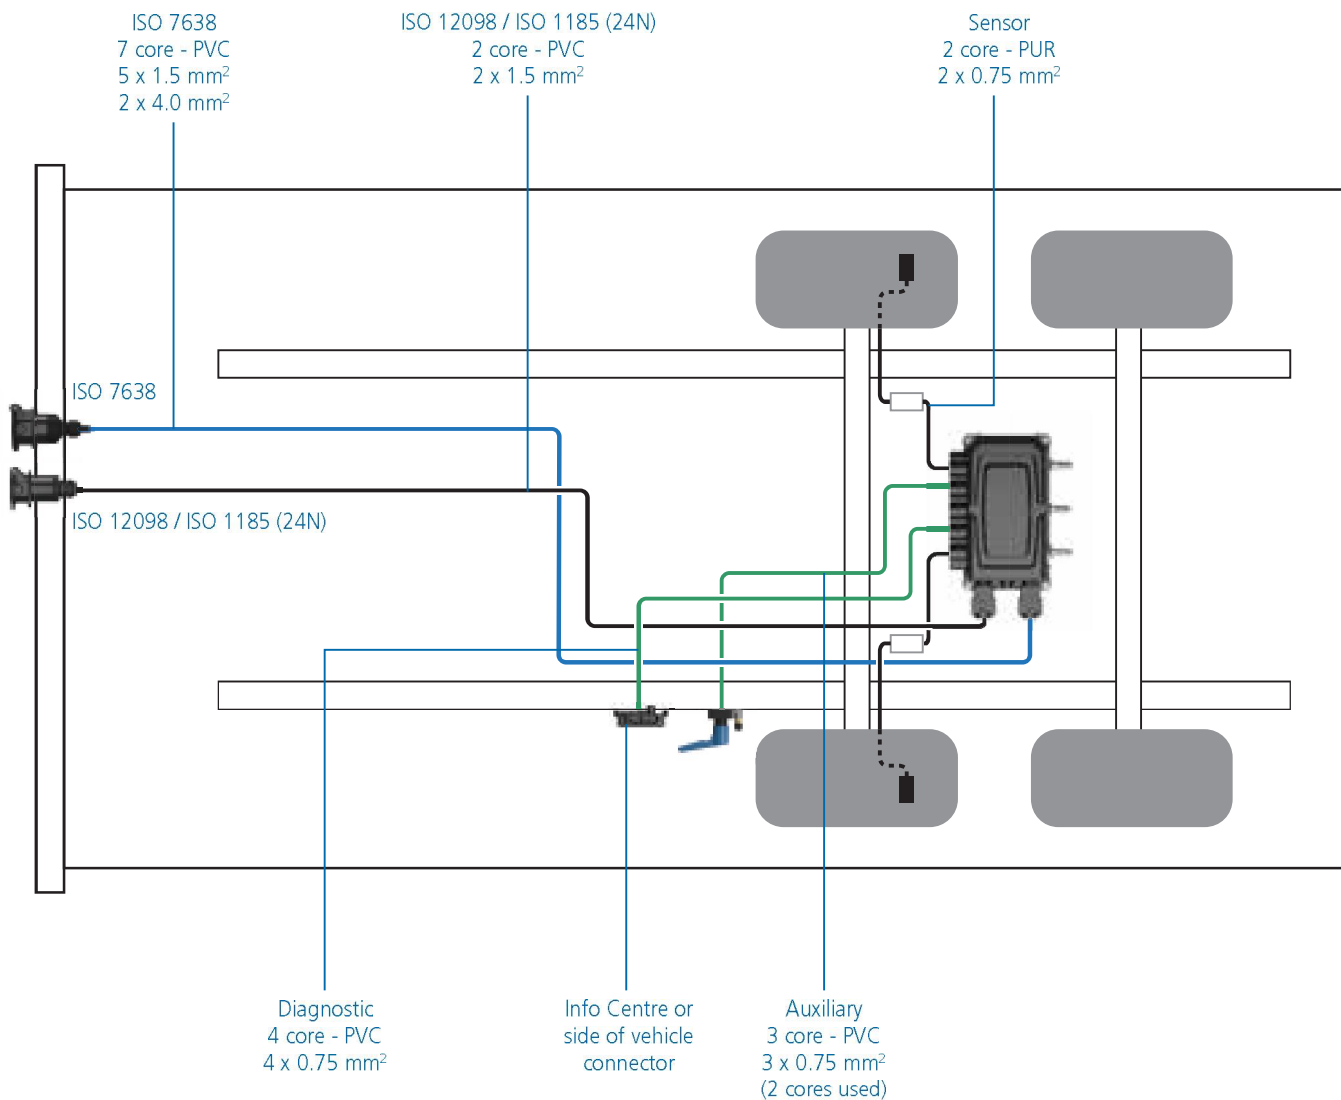 ISO 7638
7 core - PVC
5 x 1.5 mm²
2 x 4.0 mm²
ISO 12098 / ISO 1185 (24N)
2 core - PVC
2 x 1.5 mm²
Sensor
2 core - PUR
2 x 0.75 mm²
ISO 7638
ISO 12098 / ISO 1185 (24N)
Diagnostic
4 core - PVC
4 x 0.75 mm²
Info Centre or
side of vehicle
connector
Auxiliary
3 core - PVC
3 x 0.75 mm²
(2 cores used)